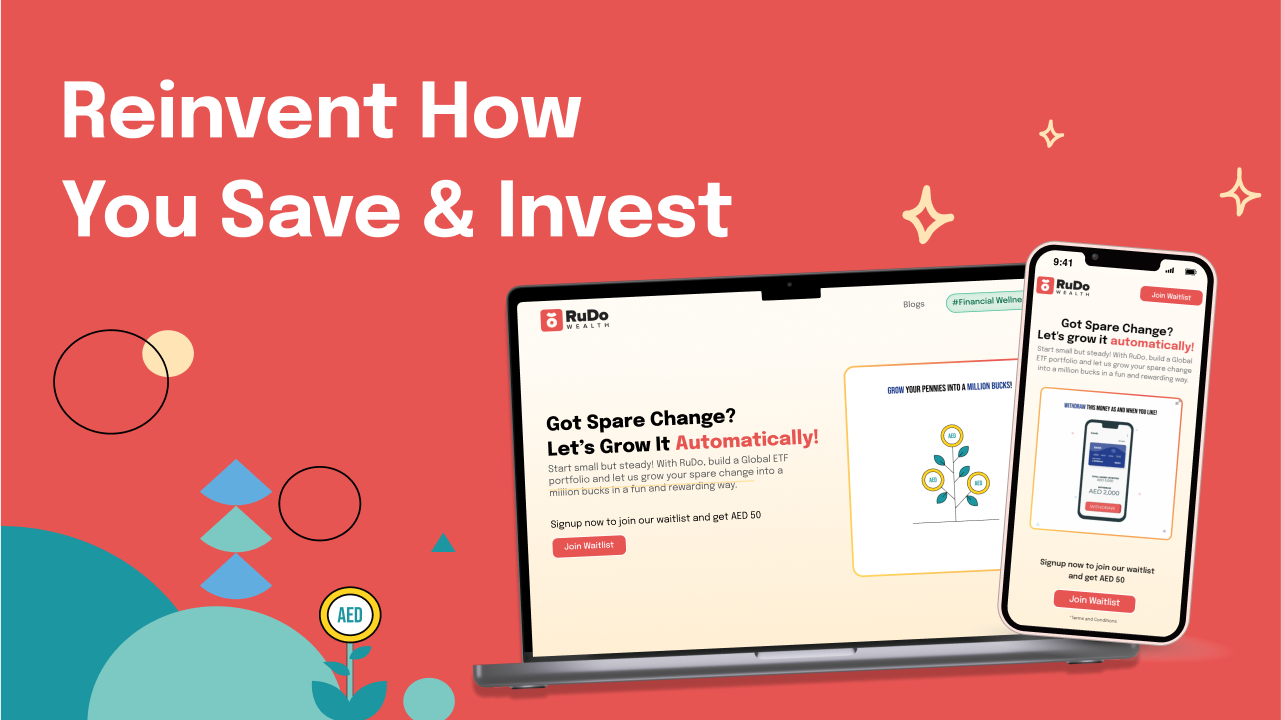 Reinvent How
You Save & Invest
RuDo
WEALTH
Blogs
#Financial Wellne
Got Spare Change?
Let's Grow It Automatically!
Start small but steady! With RuDo, build a Global ETF
portfolio and let us grow your spare change into a
million bucks in a fun and rewarding way.
Signup now to join our waitlist and get AED 50
Join Waitlist
GROW YOUR PENNIES INTO A MILLION BUCKS!
AED
AED
AED
9:41
RuDo
WEALTH
Join Waitlist
Got Spare Change?
Let's grow it automatically!
Start small but steady! With RuDo, build a Global
ETF portfolio and let us grow your spare change
into a million bucks in a fun and rewarding way.
WITHDRAW THIS MONEY AS AND WHEN YOU LIKE!
AED 2,000
WITHDRAW
Signup now to join our waitlist
and get AED 50
Join Waitlist
*Terms and Conditions
AED